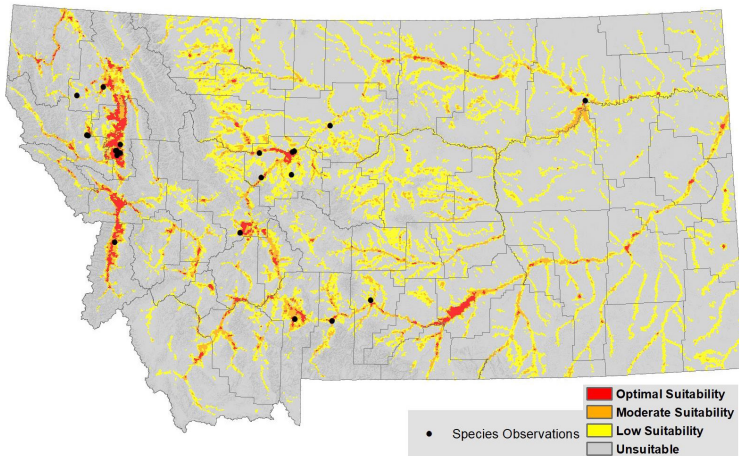 Optimal Suitability
Moderate Suitability
Species Observations
Low Suitability
Unsuitable